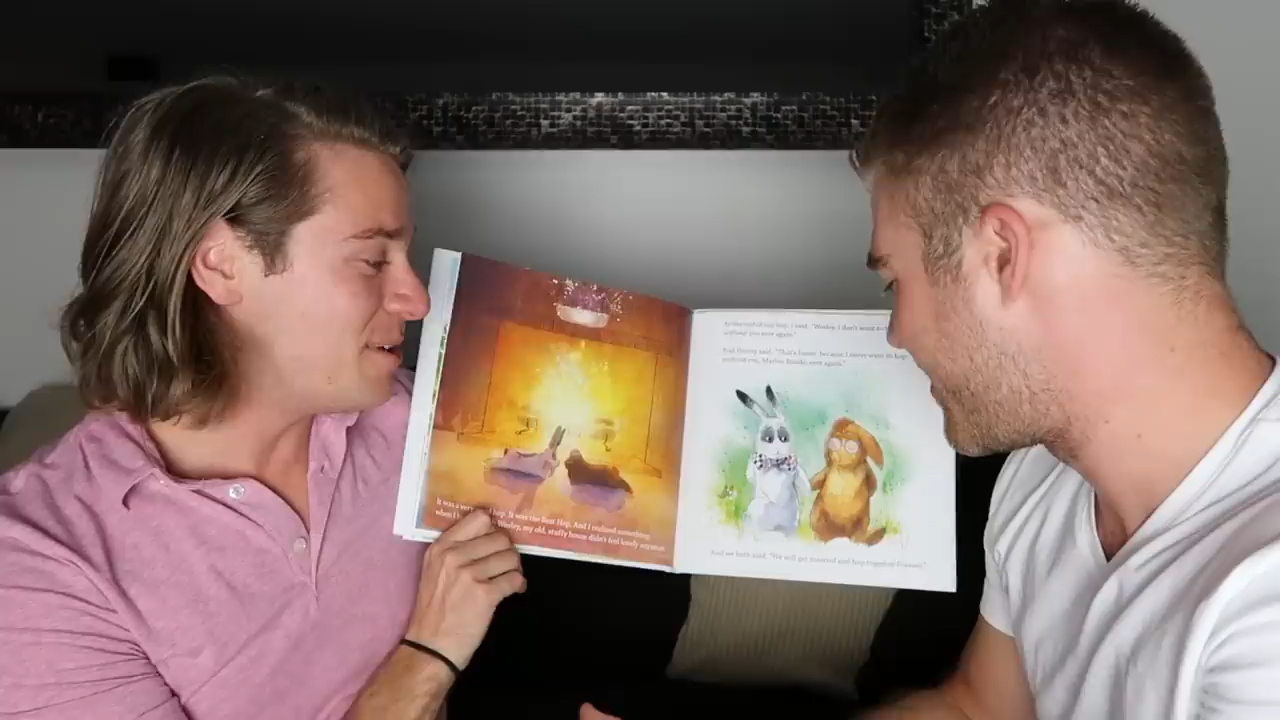 It was a very hop. It was the Best Hop. And I realized something:
when I Wesley, my old, stuffy house didn't feel lonely anymore.
At the end of our hop, I said, "Wesley, I don't want to
without you ever again."
And Wesley said, "That's funny, because I never want to hop
without you, Marlon Bundo, ever again."
And we both said, "We will get married and hop together forever."